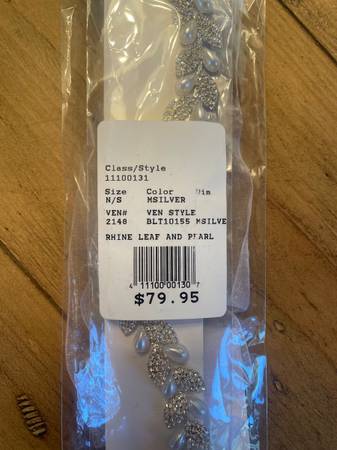 Class/Style
11100131
Size Color Dim
N/S MSILVER
VEN# VEN STYLE
2148 BLT10155 MSILVE
RHINE LEAF AND PEARL
4 11100 00130 7
$79.95